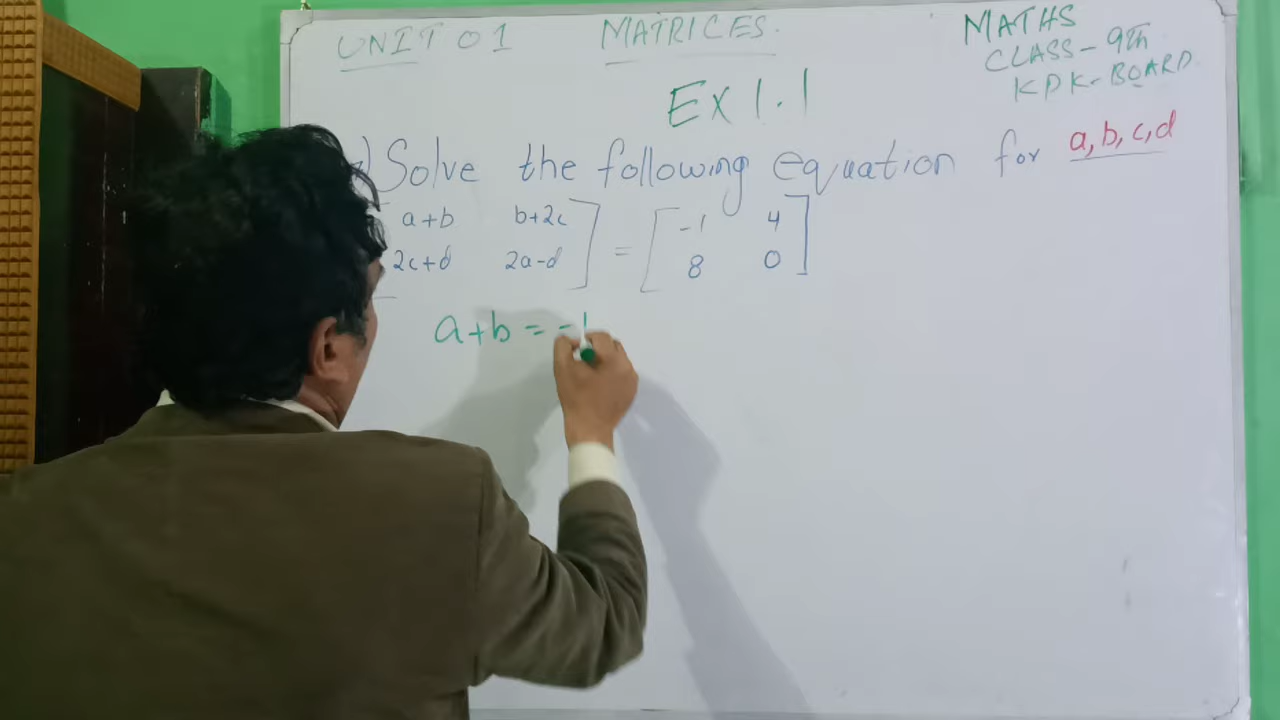 UNIT 01 MATRICES. MATHS
CLASS - 9th
KPK - BOARD
Ex 1.1
) Solve the following equation for a, b, c, d
a+b b+2c = -1 4
2c+d 2a-d 8 0
a+b = -1